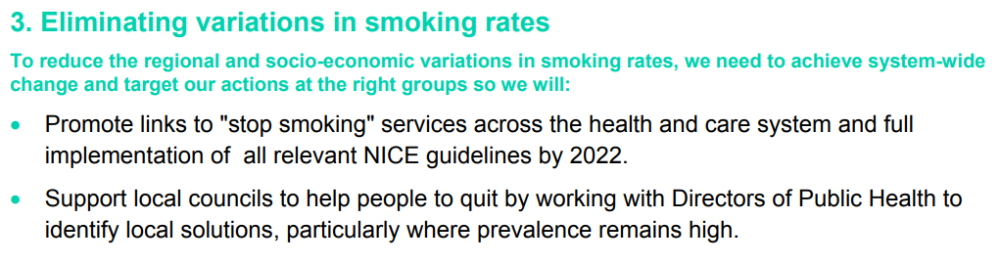 3. Eliminating variations in smoking rates
To reduce the regional and socio-economic variations in smoking rates, we need to achieve system-wide
change and target our actions at the right groups so we will:
• Promote links to "stop smoking" services across the health and care system and full
implementation of  all relevant NICE guidelines by 2022.
• Support local councils to help people to quit by working with Directors of Public Health to
identify local solutions, particularly where prevalence remains high.